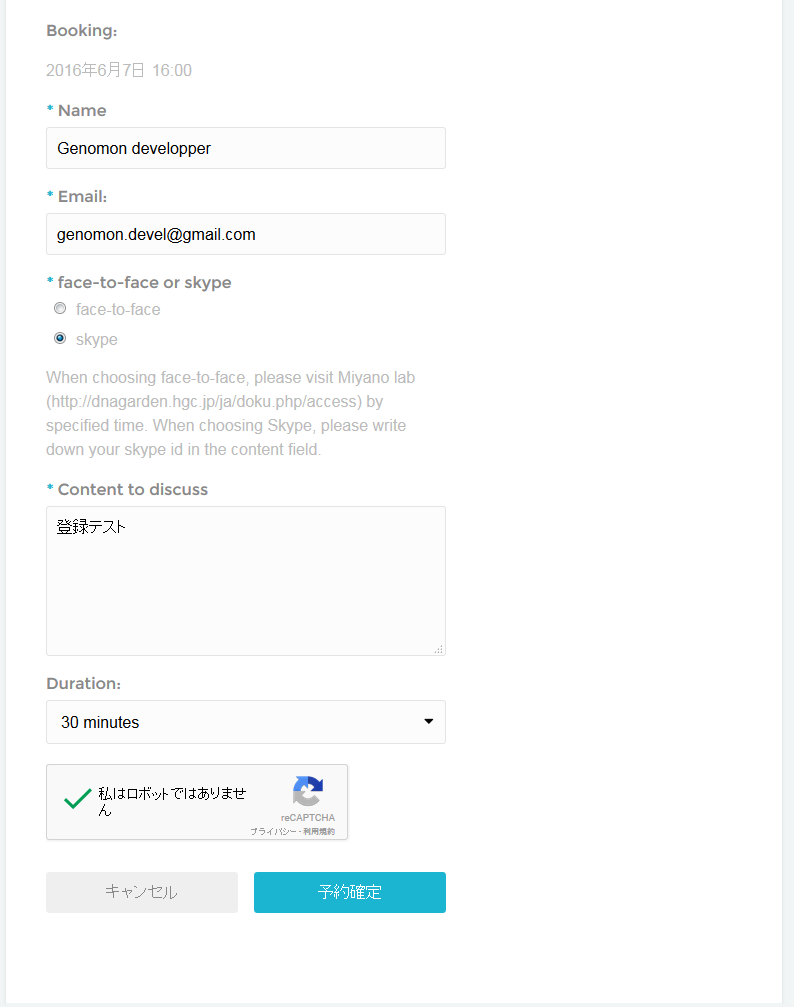 Booking:
2016年6月7日 16:00
* Name
Genomon developper
* Email:
genomon.devel@gmail.com
* face-to-face or skype
face-to-face
skype
When choosing face-to-face, please visit Miyano lab
(http://dnagarden.hgc.jp/ja/doku.php/access) by
specified time. When choosing Skype, please write
down your skype id in the content field.
* Content to discuss
登録テスト
Duration:
30 minutes
私はロボットではありませ
ん
reCAPTCHA
プライバシー - 利用規約
キャンセル
予約確定